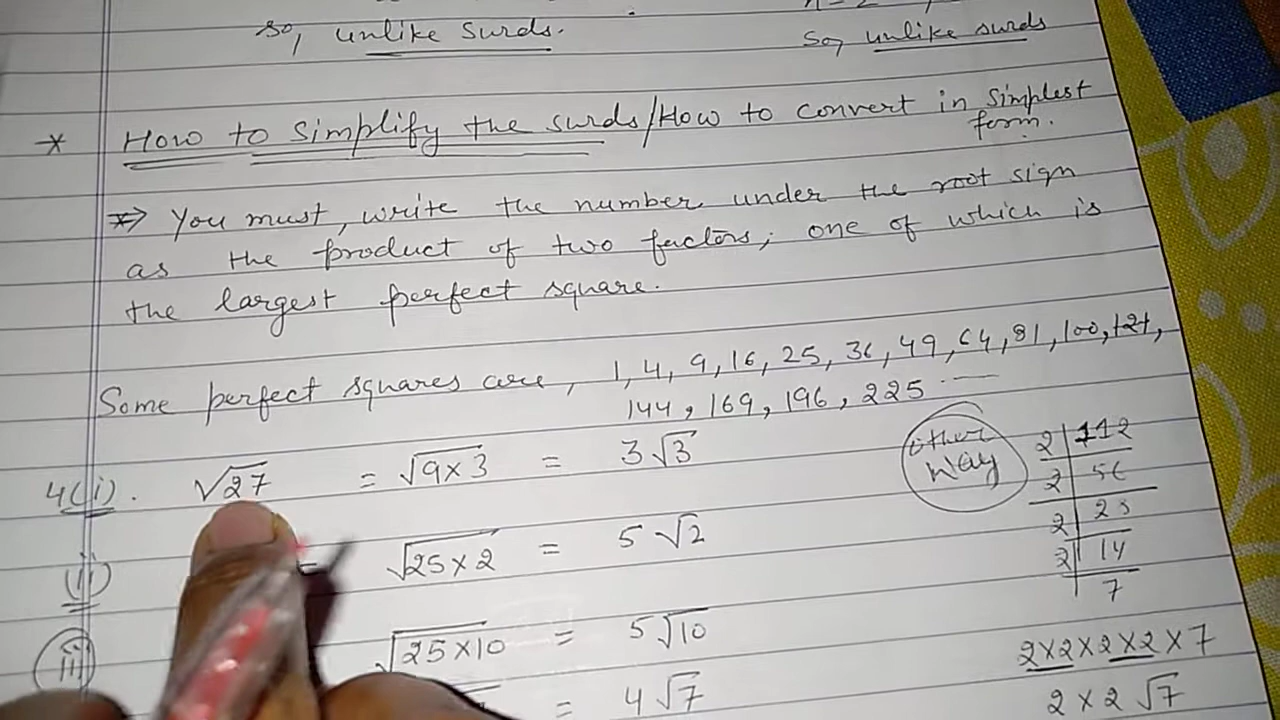 so, unlike surds.
so, unlike surds
* How to simplify the surds/How to convert in simplest form.
⇒ You must, write the number under the root sign
as the product of two factors, one of which is
the largest perfect square.
Some perfect squares are, 1, 4, 9, 16, 25, 36, 49, 64, 81, 100, 121,
144, 169, 196, 225 ....
4(i). √27 = √9×3 = 3√3
(ii) √25×2 = 5√2
(iii) √25×10 = 5√10
= 4√7
other way
2 112
2 56
2 28
2 14
7
2×2×2×2×7
2×2√7